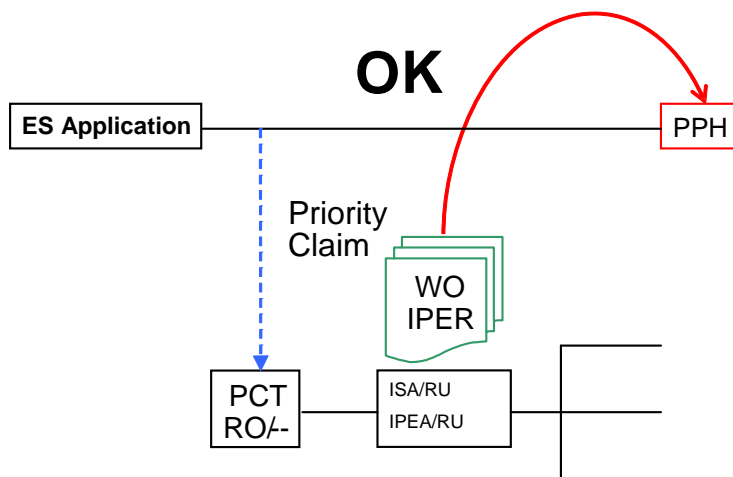 OK
ES Application
PPH
Priority
Claim
WO
IPER
PCT
RO/--
ISA/RU
IPEA/RU